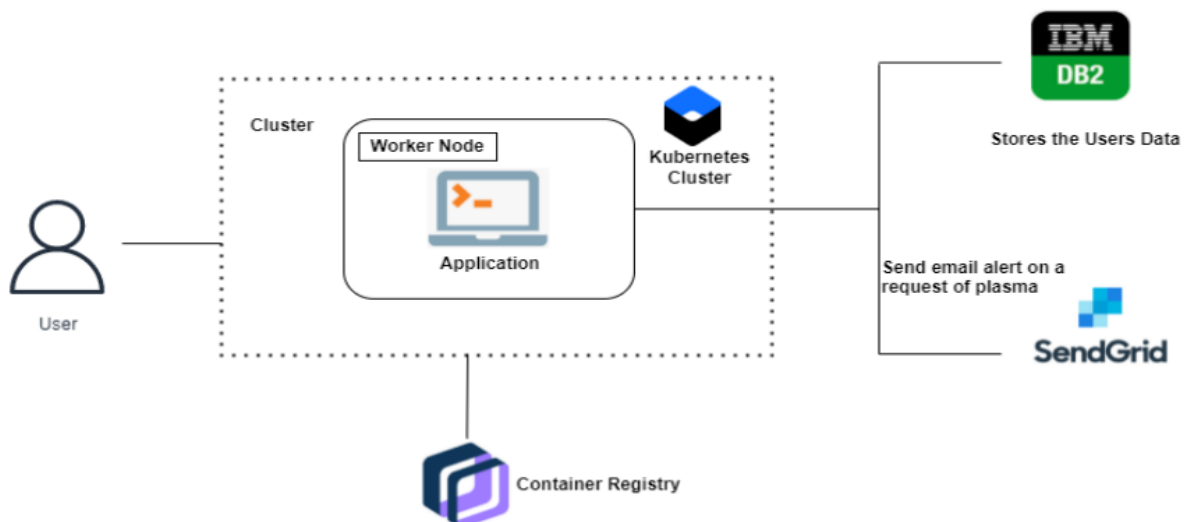 IBM
DB2
Stores the Users Data
Cluster
Worker Node
Application
Kubernetes
Cluster
User
Send email alert on a
request of plasma
SendGrid
Container Registry